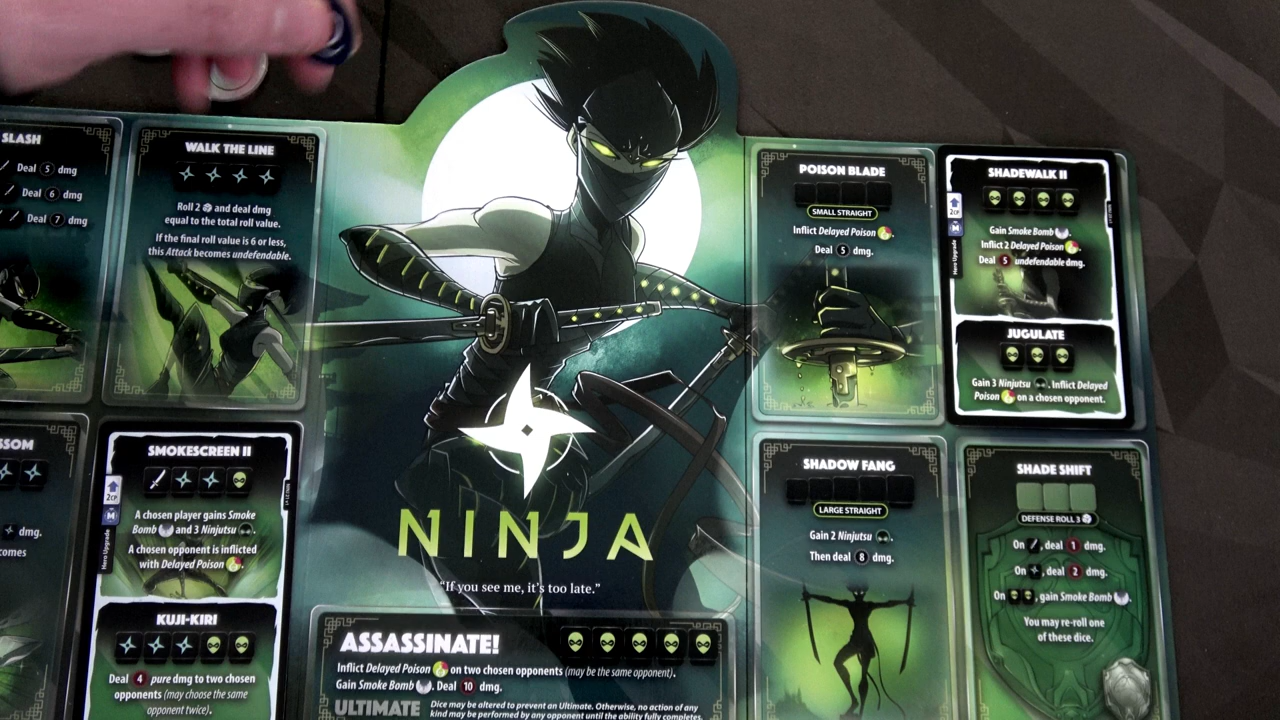 SLASH
Deal 5 dmg
Deal 6 dmg
Deal 7 dmg
WALK THE LINE
Roll 2 and deal dmg
equal to the total roll value.
If the final roll value is 6 or less,
this Attack becomes undefendable.
dmg.
SMOKESCREEN II
2CP
Hero Upgrade
A chosen player gains Smoke
Bomb and 3 Ninjutsu.
A chosen opponent is inflicted
with Delayed Poison.
KUJI-KIRI
Deal 4 pure dmg to two chosen
opponents (may choose the same
opponent twice).
NINJA
“If you see me, it’s too late.”
ASSASSINATE!
Inflict Delayed Poison on two chosen opponents (may be the same opponent).
Gain Smoke Bomb. Deal 10 dmg.
ULTIMATE
Dice may be altered to prevent an Ultimate. Otherwise, no action of any
kind may be performed by any opponent until the ability fully completes.
POISON BLADE
SMALL STRAIGHT
Inflict Delayed Poison.
Deal 5 dmg.
SHADEWALK II
2CP
Hero Upgrade
Gain Smoke Bomb.
Inflict 2 Delayed Poison.
Deal 5 undefendable dmg.
JUGULATE
Gain 3 Ninjutsu. Inflict Delayed
Poison on a chosen opponent.
SHADOW FANG
LARGE STRAIGHT
Gain 2 Ninjutsu.
Then deal 8 dmg.
SHADE SHIFT
DEFENSE ROLL 3
On, deal 1 dmg.
On, deal 2 dmg.
On, gain Smoke Bomb.
You may re-roll one
of these dice.